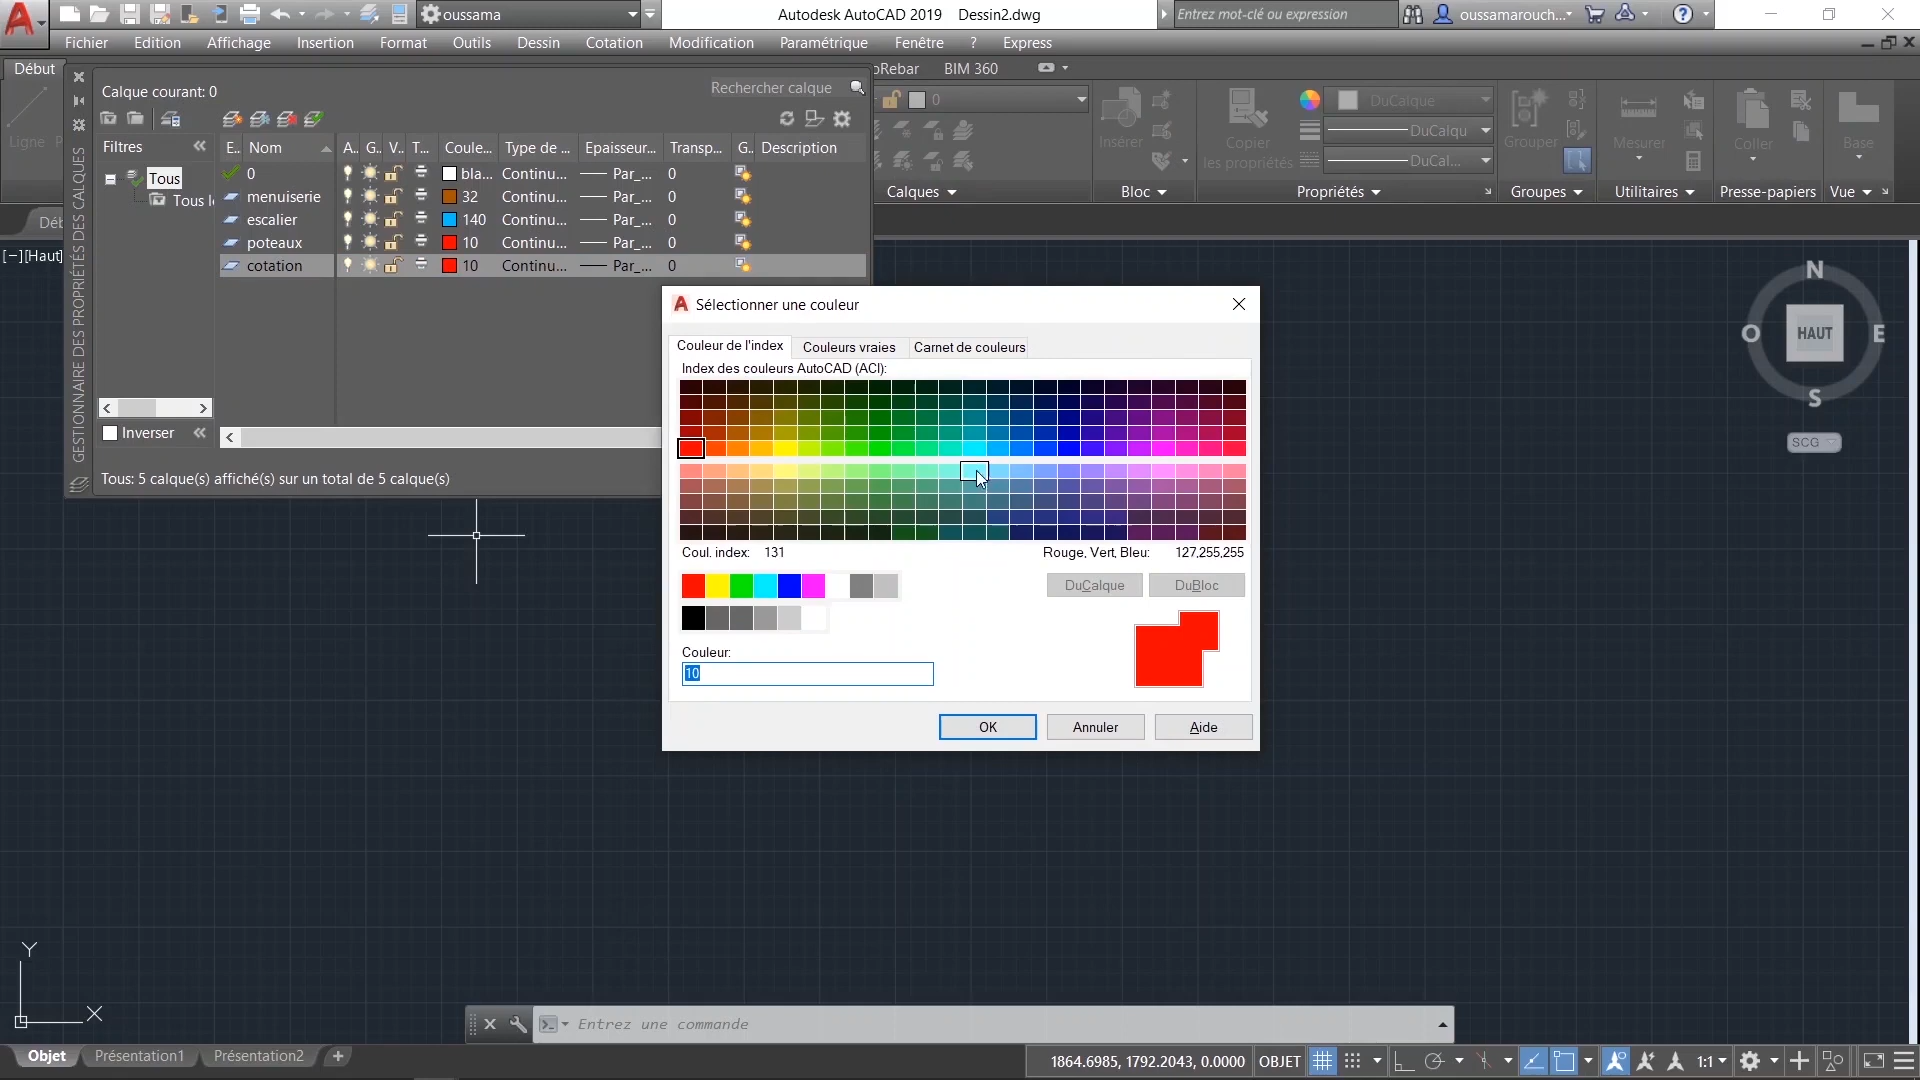 oussama
Autodesk AutoCAD 2019 Dessin2.dwg
Entrez mot-clé ou expression
oussamarouch...
Fichier Edition Affichage Insertion Format Outils Dessin Cotation Modification Paramétrique Fenêtre ? Express
Début
oRebar BIM 360
Calque courant: 0
Rechercher calque
0
DuCalque
Ligne
Filtres
E.. Nom A.. G.. V.. T... Coule... Type de ... Epaisseur... Transp... G.. Description
Tous
0 bla... Continu... Par_... 0
menuiserie 32 Continu... Par_... 0
escalier 140 Continu... Par_... 0
poteaux 10 Continu... Par_... 0
cotation 10 Continu... Par_... 0
Insérer
Copier
les propriétés
DuCalqu
DuCal...
Grouper
Mesurer
Coller
Base
Calques Bloc Propriétés Groupes Utilitaires Presse-papiers Vue
Déb
[−][Haut]
GESTIONNAIRE DES PROPRIÉTÉS DES CALQUES
Inverser
Tous: 5 calque(s) affiché(s) sur un total de 5 calque(s)
Sélectionner une couleur
Couleur de l'index Couleurs vraies Carnet de couleurs
Index des couleurs AutoCAD (ACI):
Coul. index: 131
Rouge, Vert, Bleu: 127,255,255
DuCalque DuBloc
Couleur:
10
OK Annuler Aide
N
O HAUT E
S
SCG
Y
X
Entrez une commande
Objet Présentation1 Présentation2 +
1864.6985, 1792.2043, 0.0000 OBJET 1:1